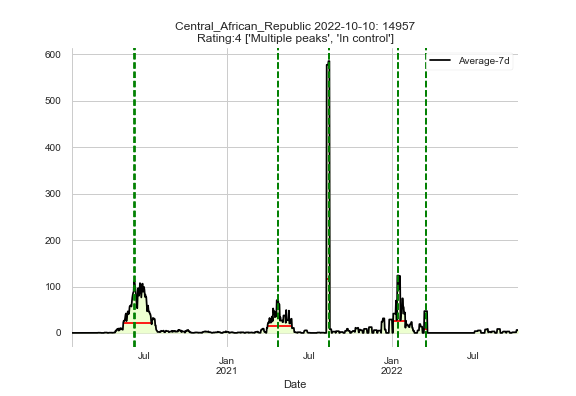 Central_African_Republic 2022-10-10: 14957
Rating:4 ['Multiple peaks', 'In control']
Average-7d
600
500
400
300
200
100
0
Jul
Jan
2021
Jul
Jan
2022
Jul
Date